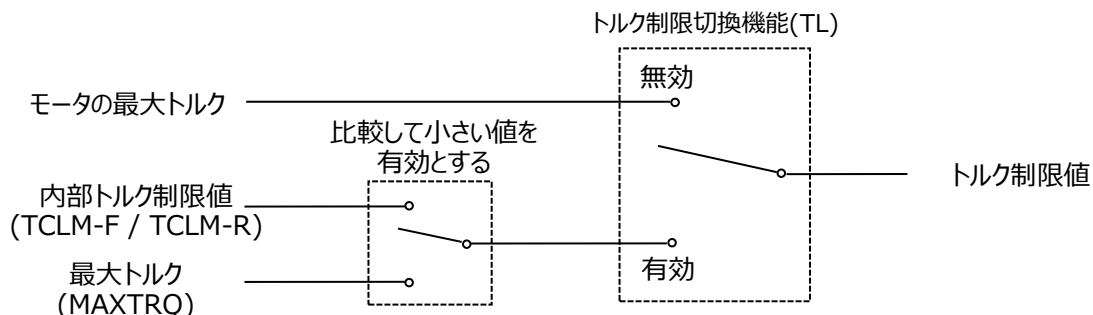 トルク制限切換機能(TL)
無効
モータの最大トルク
比較して小さい値を
有効とする
トルク制限値
内部トルク制限値
(TCLM-F / TCLM-R)
有効
最大トルク
(MAXTRQ)